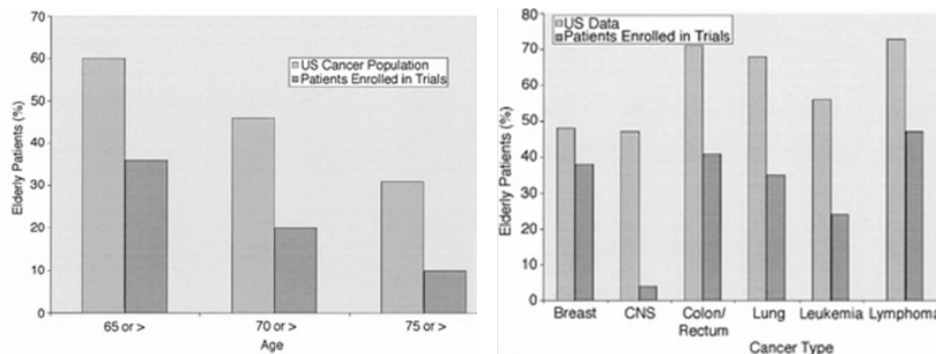 70
60
50
40
30
20
10
0
Elderly Patients (%)
US Cancer Population
Patients Enrolled in Trials
65 or >
70 or >
75 or >
Age
80
70
60
50
40
30
20
10
0
Elderly Patients (%)
US Data
Patients Enrolled in Trials
Breast
CNS
Colon/
Rectum
Lung
Leukemia
Lymphoma
Cancer Type